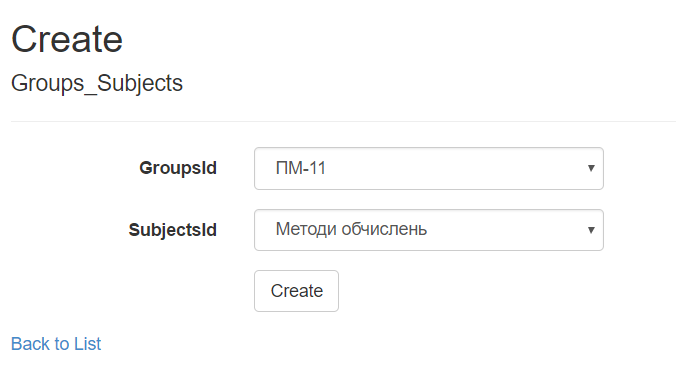 Create
Groups_Subjects
GroupsId ПМ-11
SubjectsId Методи обчислень
Create
Back to List